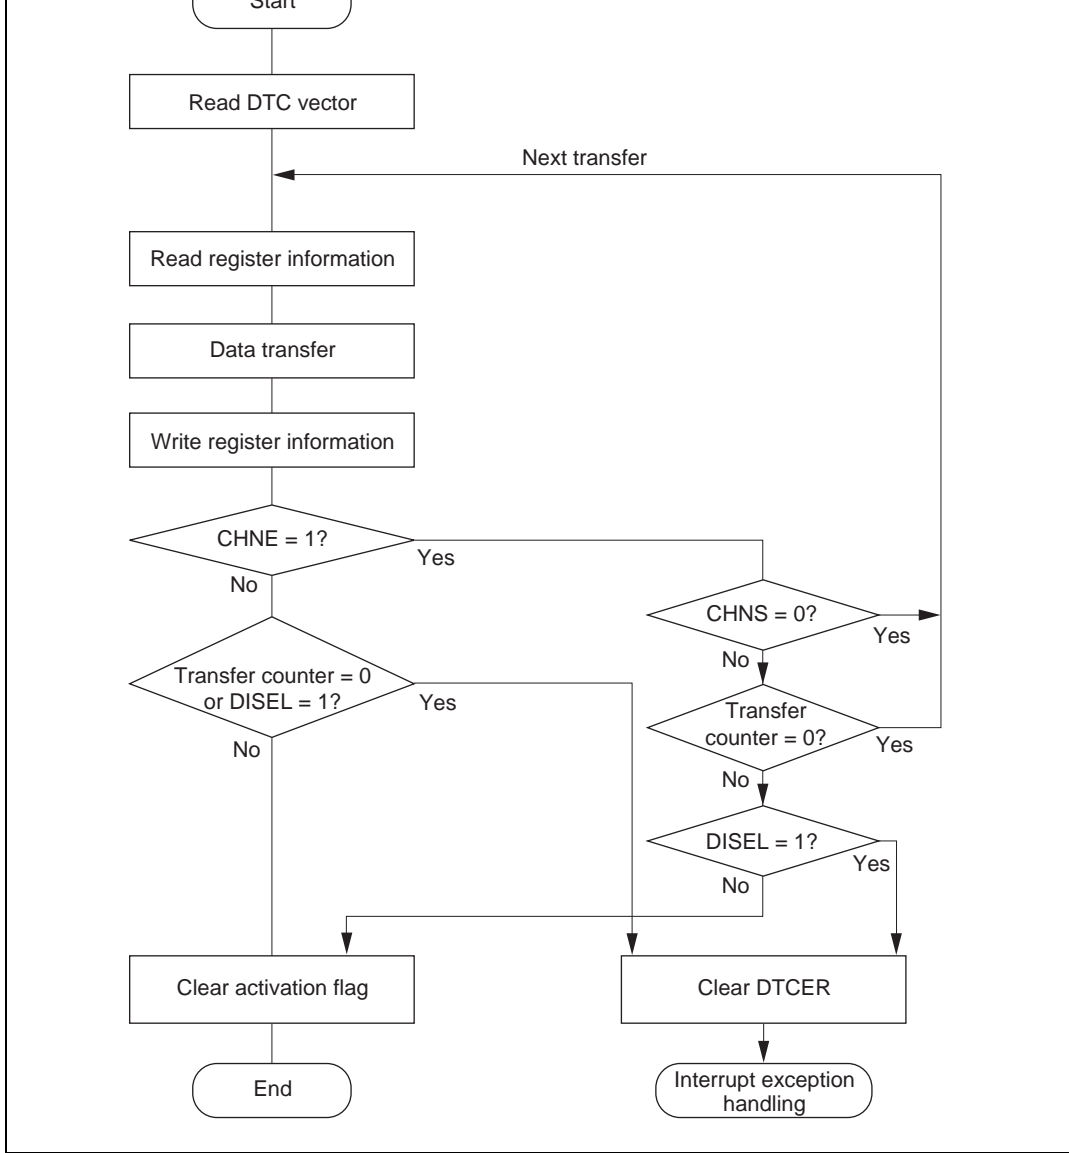 Start
Read DTC vector
Next transfer
Read register information
Data transfer
Write register information
CHNE = 1?
Yes
No
CHNS = 0?
Yes
No
Transfer counter = 0
or DISEL = 1?
Yes
No
Transfer
counter = 0?
Yes
No
DISEL = 1?
Yes
No
Clear activation flag
Clear DTCER
End
Interrupt exception
handling